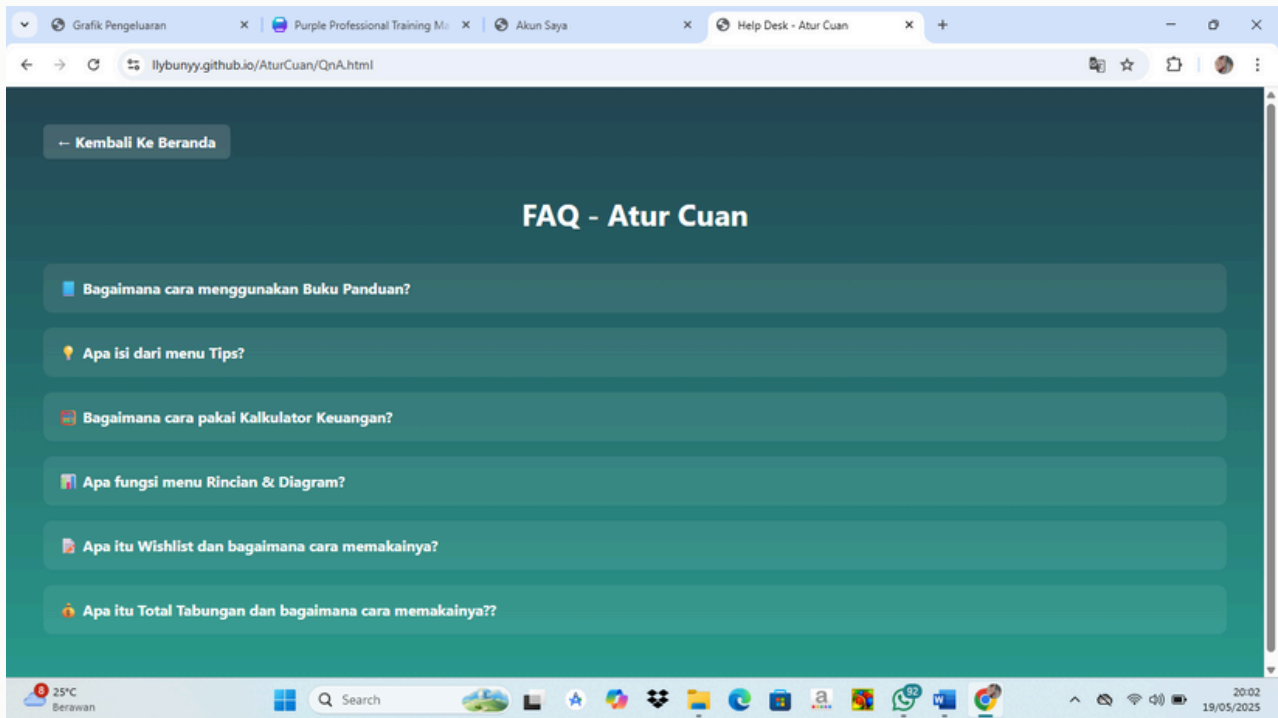 Grafik Pengeluaran
Purple Professional Training Mo
Akun Saya
Help Desk - Atur Cuan
llybunyy.github.io/AturCuan/QnA.html
← Kembali Ke Beranda
FAQ - Atur Cuan
Bagaimana cara menggunakan Buku Panduan?
Apa isi dari menu Tips?
Bagaimana cara pakai Kalkulator Keuangan?
Apa fungsi menu Rincian & Diagram?
Apa itu Wishlist dan bagaimana cara memakainya?
Apa itu Total Tabungan dan bagaimana cara memakainya??
8
25°C
Berawan
Search
92
20:02
19/05/2025